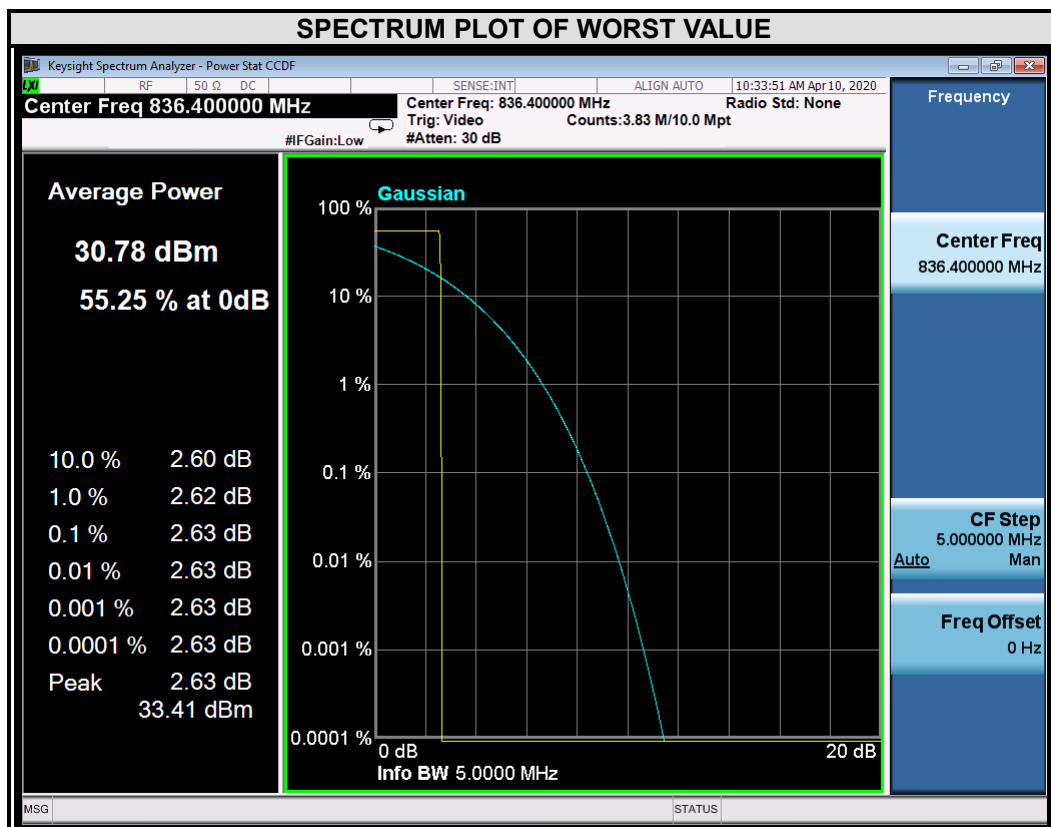 SPECTRUM PLOT OF WORST VALUE
Keysight Spectrum Analyzer - Power Stat CCDF
LXI RF 50 Ω DC SENSE:INT ALIGN AUTO 10:33:51 AM Apr 10, 2020
Center Freq 836.400000 MHz
Center Freq: 836.400000 MHz Radio Std: None
Trig: Video Counts:3.83 M/10.0 Mpt
#IFGain:Low #Atten: 30 dB
Frequency
Average Power
30.78 dBm
55.25 % at 0dB
10.0 % 2.60 dB
1.0 % 2.62 dB
0.1 % 2.63 dB
0.01 % 2.63 dB
0.001 % 2.63 dB
0.0001 % 2.63 dB
Peak 2.63 dB
33.41 dBm
Gaussian
100 %
10 %
1 %
0.1 %
0.01 %
0.001 %
0.0001 %
0 dB 20 dB
Info BW 5.0000 MHz
Center Freq
836.400000 MHz
CF Step
5.000000 MHz
Auto Man
Freq Offset
0 Hz
MSG STATUS